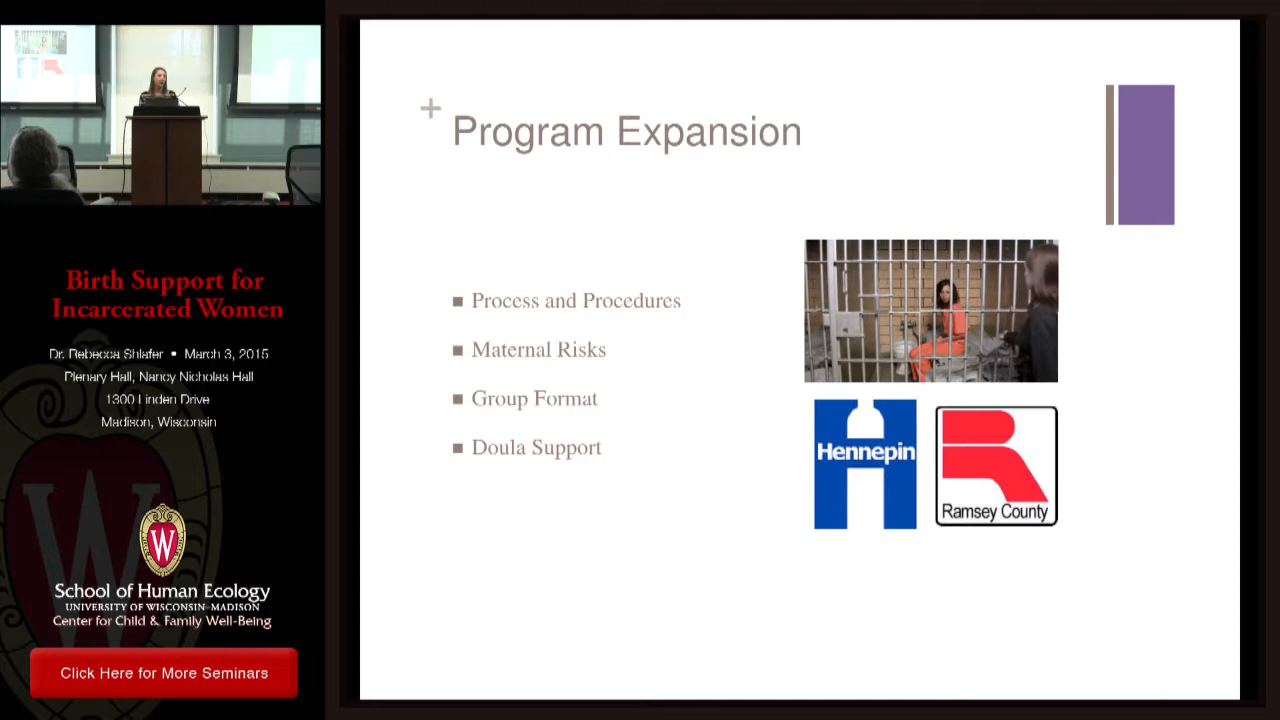 Birth Support for
Incarcerated Women
Dr. Rebecca Shlafer • March 3, 2015
Plenary Hall, Nancy Nicholas Hall
1300 Linden Drive
Madison, Wisconsin
W
School of Human Ecology
UNIVERSITY OF WISCONSIN-MADISON
Center for Child & Family Well-Being
Click Here for More Seminars
+
Program Expansion
■ Process and Procedures
■ Maternal Risks
■ Group Format
■ Doula Support
Hennepin
Ramsey County